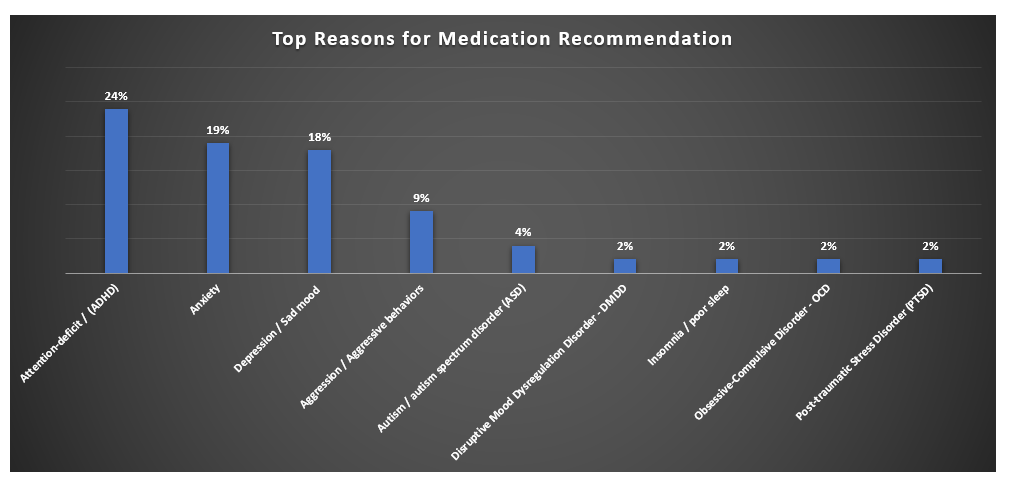 Top Reasons for Medication Recommendation
24%
19%
18%
9%
4%
2%
2%
2%
2%
Attention-deficit / (ADHD)
Anxiety
Depression / Sad mood
Aggression / Aggressive behaviors
Autism / autism spectrum disorder (ASD)
Disruptive Mood Dysregulation Disorder - DMDD
Insomnia / poor sleep
Obsessive-Compulsive Disorder - OCD
Post-traumatic Stress Disorder (PTSD)